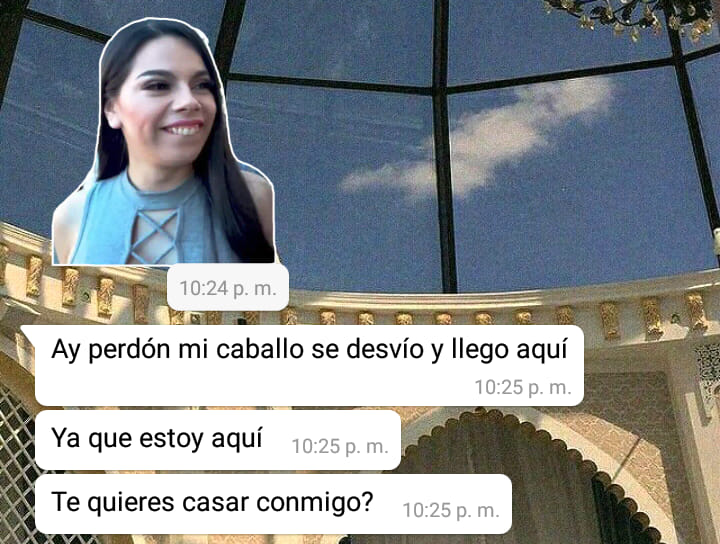 10:24 p. m.
Ay perdón mi caballo se desvío y llego aquí
10:25 p. m.
Ya que estoy aquí 10:25 p. m.
Te quieres casar conmigo? 10:25 p. m.